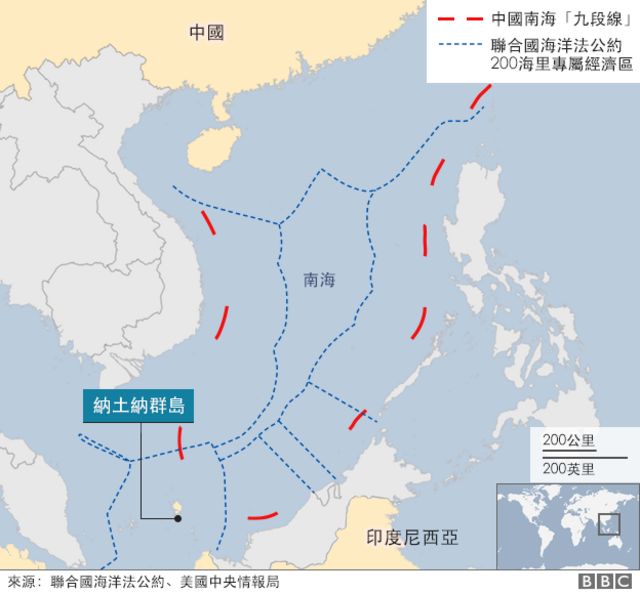 中國南海「九段線」
聯合國海洋法公約
200海里專屬經濟區
中國
南海
納土納群島
200公里
200英里
印度尼西亞
來源：聯合國海洋法公約、美國中央情報局
BBC